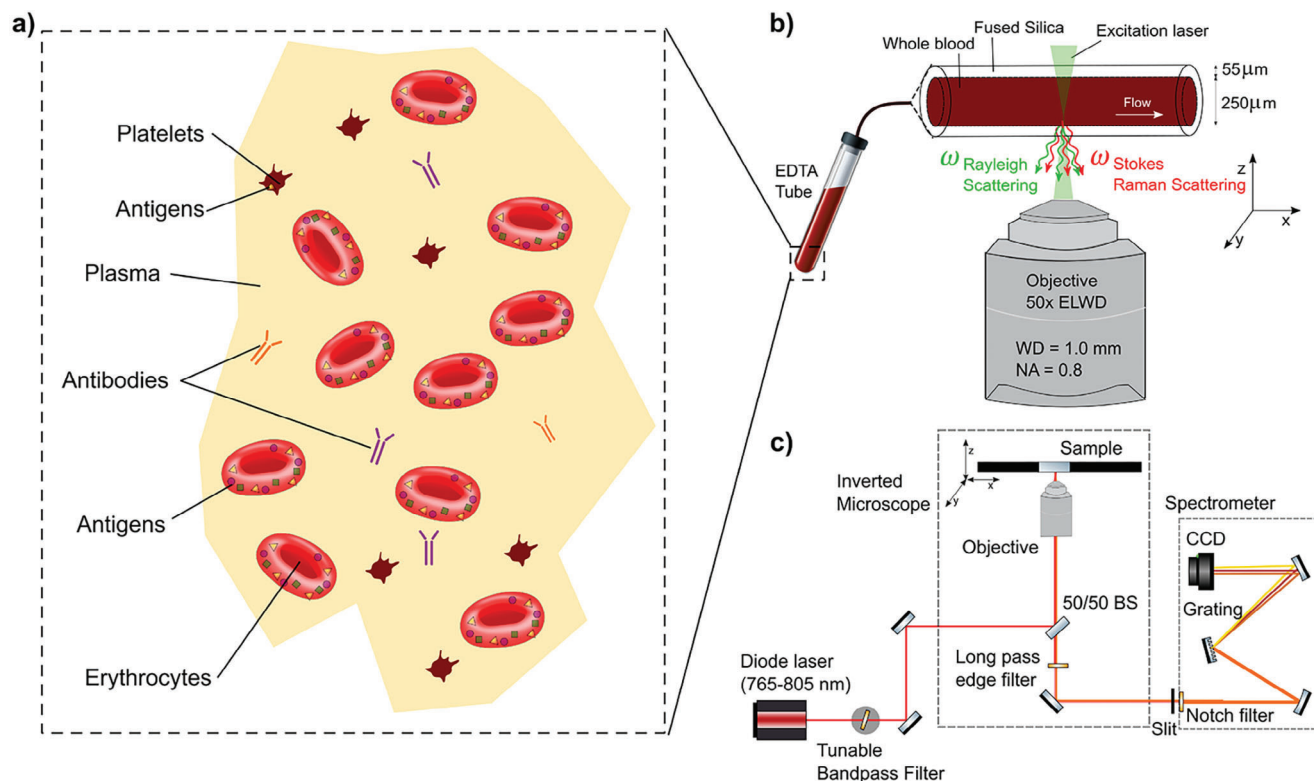 a)
Platelets
Antigens
Plasma
Antibodies
Antigens
Erythrocytes
b)
Fused Silica
Whole blood
Excitation laser
55μm
250μm
Flow
EDTA
Tube
ω Rayleigh
Scattering
ω Stokes
Raman Scattering
z
x
y
Objective
50x ELWD
WD = 1.0 mm
NA = 0.8
c)
z
x
y
Sample
Inverted
Microscope
Objective
Spectrometer
CCD
Grating
50/50 BS
Long pass
edge filter
Diode laser
(765-805 nm)
Tunable
Bandpass Filter
Slit
Notch filter